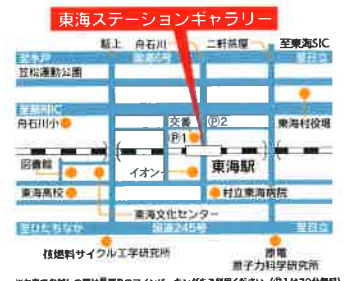 東海ステーションギャラリー
駆上 舟石川 二軒茶屋 至東海SIC
至水戸 国道6号 至日立
笠松運動公園
至那珂IC
舟石川小 交番 Ⓟ2 東海村役場
Ⓟ1
図書館 イオン 東海駅
東海高校 村立東海病院
東海文化センター
至ひたちなか 国道245号 至日立
核燃料サイクル工学研究所 原電
原子力科学研究所